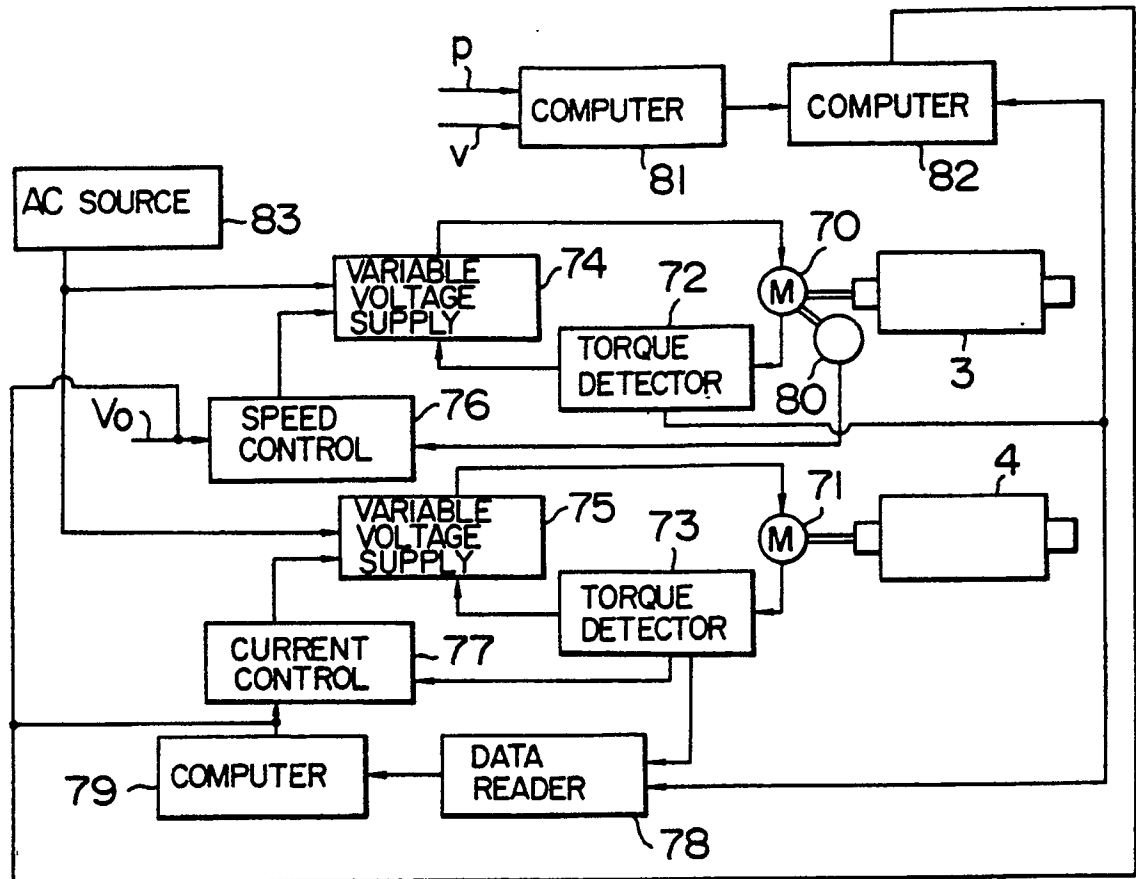 p
COMPUTER
v
81
COMPUTER
82
AC SOURCE
83
VARIABLE
VOLTAGE
SUPPLY
74
72
TORQUE
DETECTOR
70
M
80
3
Vo
SPEED
CONTROL
76
VARIABLE
VOLTAGE
SUPPLY
75
73
TORQUE
DETECTOR
71
M
4
CURRENT
CONTROL
77
79
COMPUTER
DATA
READER
78